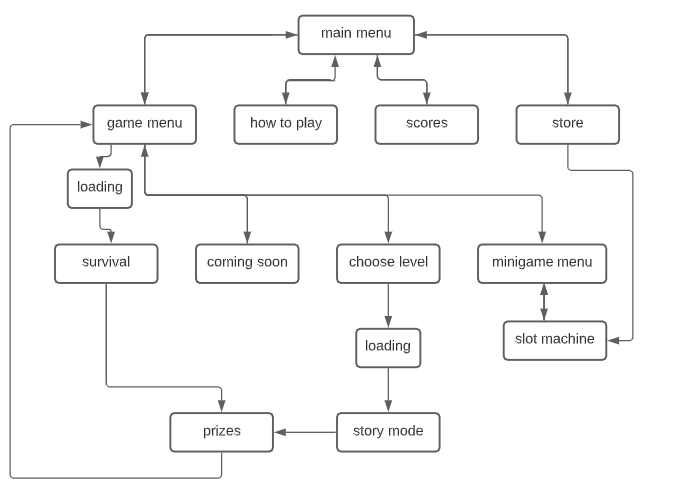 main menu
game menu
how to play
scores
store
loading
survival
coming soon
choose level
minigame menu
slot machine
loading
prizes
story mode